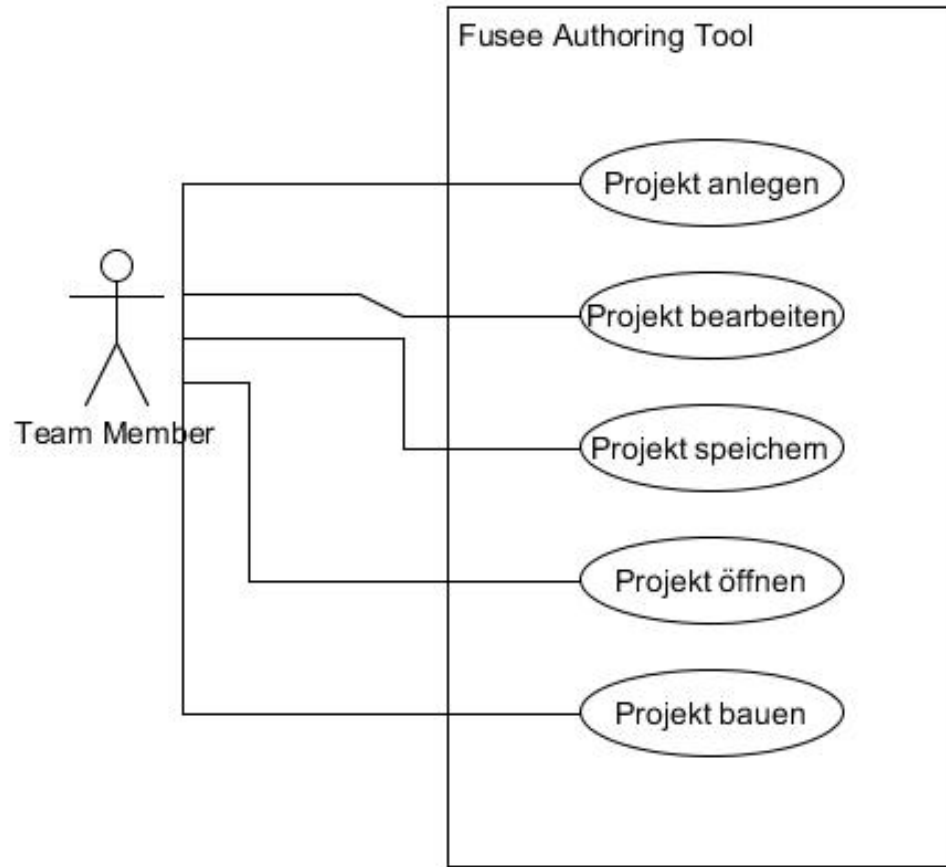 Fusee Authoring Tool
Projekt anlegen
Projekt bearbeiten
Projekt speichern
Team Member
Projekt öffnen
Projekt bauen